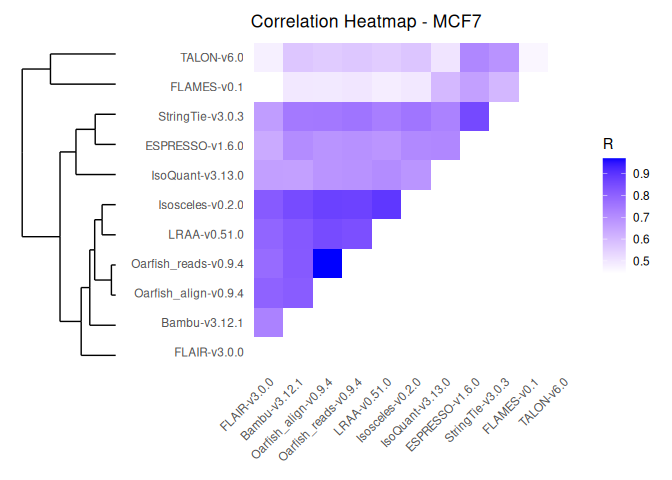 Correlation Heatmap - MCF7
TALON-v6.0
FLAMES-v0.1
StringTie-v3.0.3
ESPRESSO-v1.6.0
IsoQuant-v3.13.0
Isosceles-v0.2.0
LRAA-v0.51.0
Oarfish_reads-v0.9.4
Oarfish_align-v0.9.4
Bambu-v3.12.1
FLAIR-v3.0.0
R
0.9
0.8
0.7
0.6
0.5
FLAIR-v3.0.0
Bambu-v3.12.1
Oarfish_align-v0.9.4
Oarfish_reads-v0.9.4
LRAA-v0.51.0
Isosceles-v0.2.0
IsoQuant-v3.13.0
ESPRESSO-v1.6.0
StringTie-v3.0.3
FLAMES-v0.1
TALON-v6.0